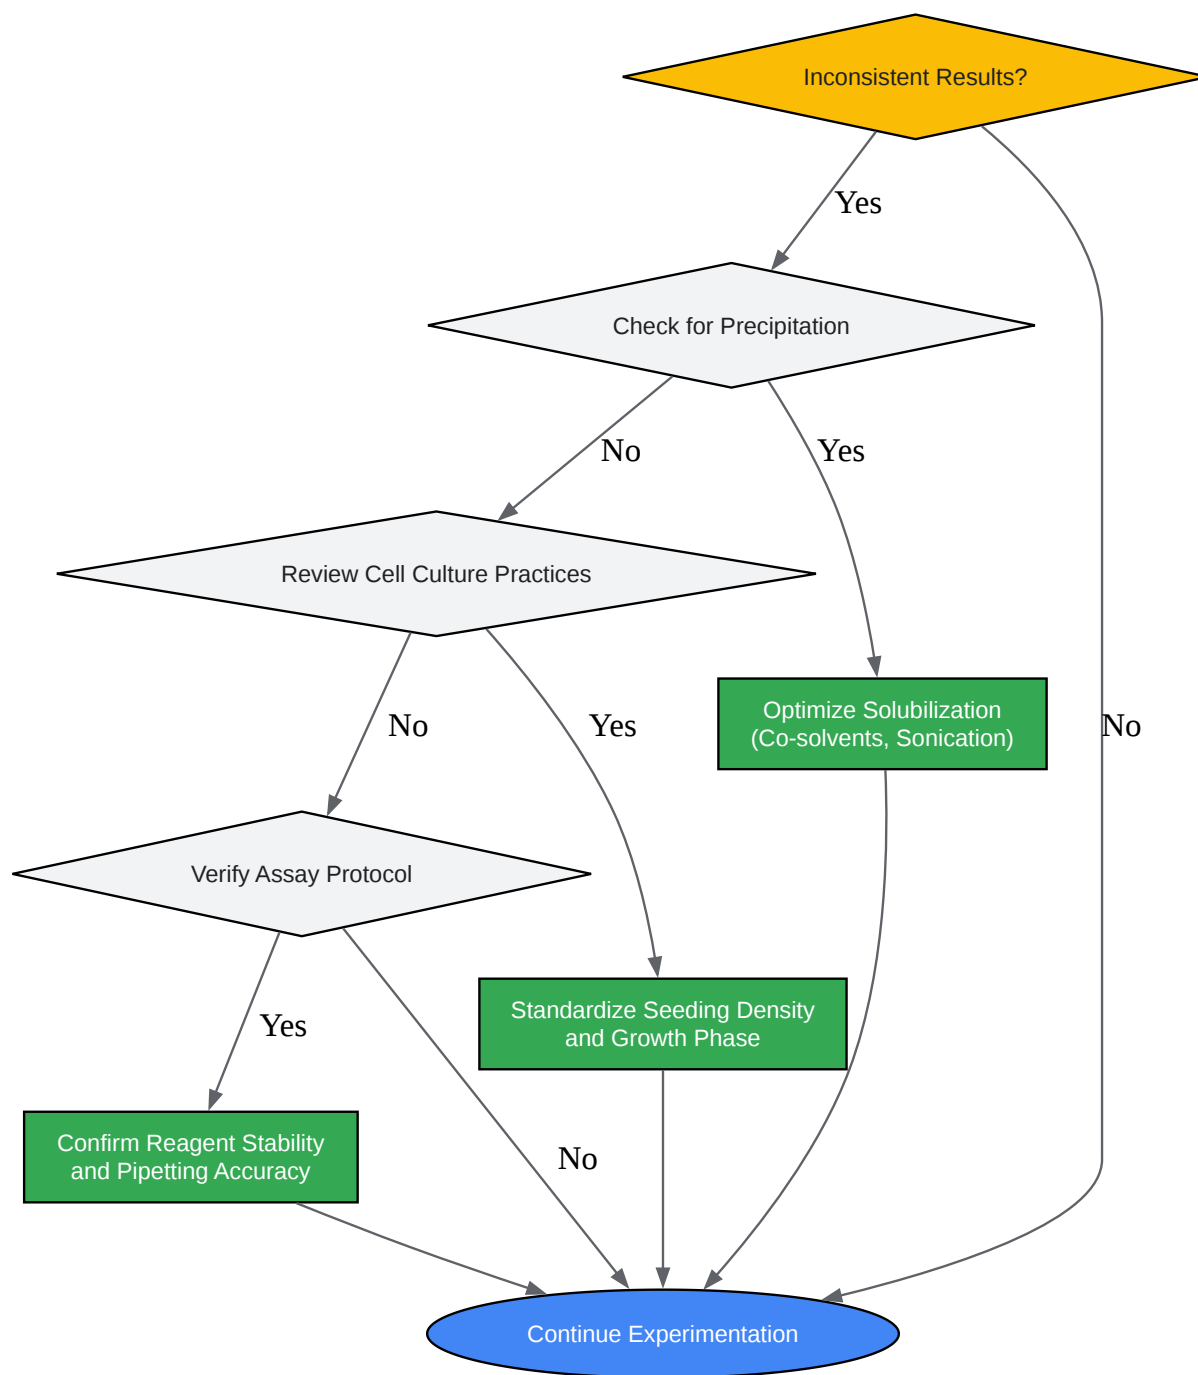 Inconsistent Results?
Yes
Check for Precipitation
No
Yes
Review Cell Culture Practices
Optimize Solubilization
(Co-solvents, Sonication)
No
Yes
No
Verify Assay Protocol
Standardize Seeding Density
and Growth Phase
Yes
Confirm Reagent Stability
and Pipetting Accuracy
No
Continue Experimentation